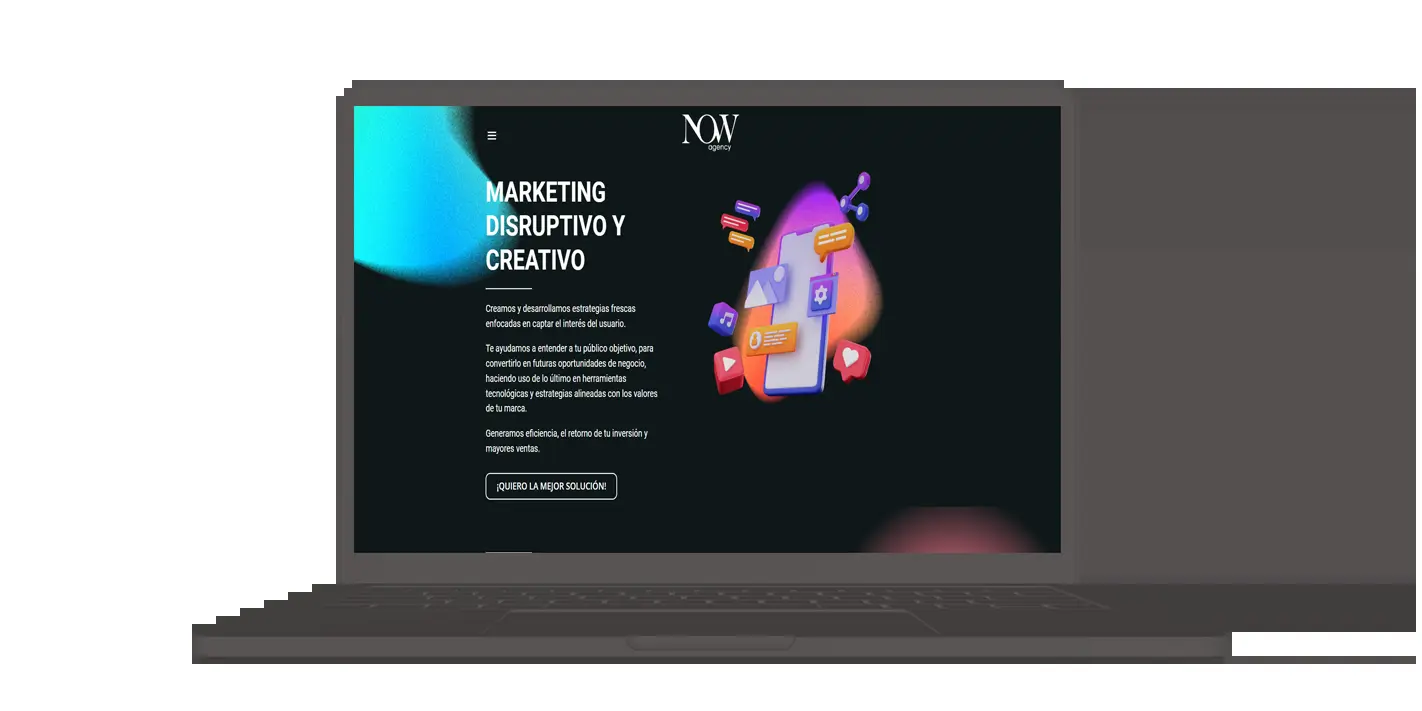 NOW
agency
MARKETING
DISRUPTIVO Y
CREATIVO
Creamos y desarrollamos estrategias frescas
enfocadas en captar el interés del usuario.
Te ayudamos a entender a tu público objetivo, para
convertirlo en futuras oportunidades de negocio,
haciendo uso de lo último en herramientas
tecnológicas y estrategias alineadas con los valores
de tu marca.
Generamos eficiencia, el retorno de tu inversión y
mayores ventas.
¡QUIERO LA MEJOR SOLUCIÓN!